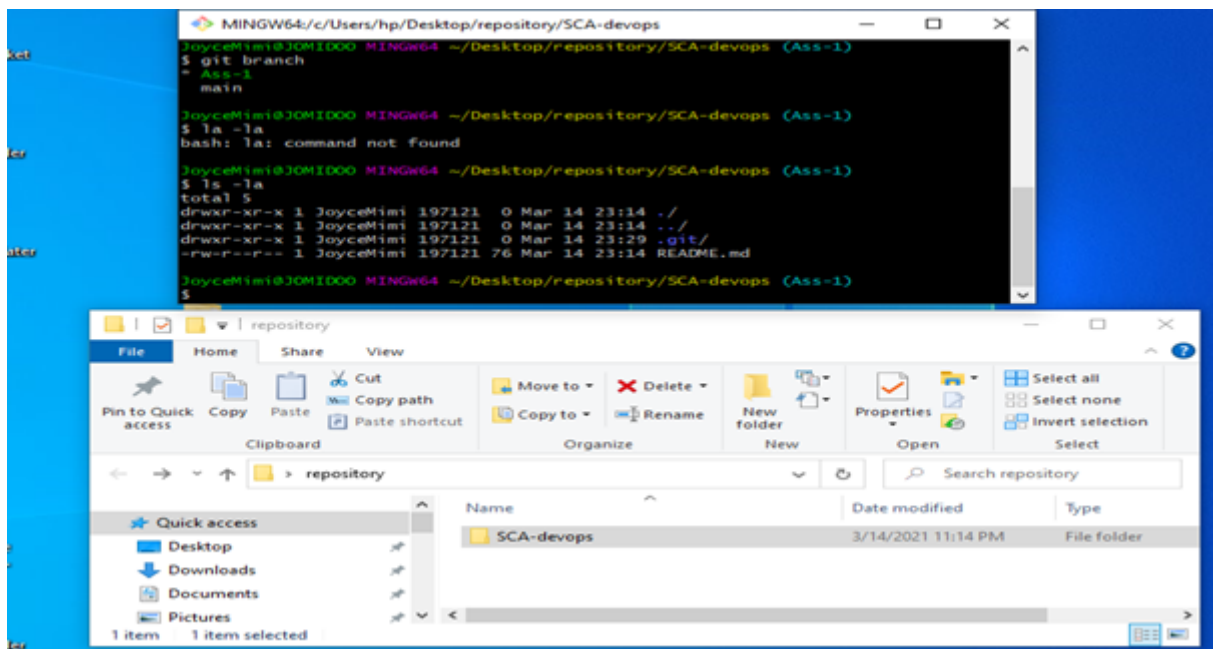 MINGW64:/c/Users/hp/Desktop/repository/SCA-devops
JoyceMimi@JOMIDOO MINGW64 ~/Desktop/repository/SCA-devops (Ass-1)
$ git branch
* Ass-1
main
JoyceMimi@JOMIDOO MINGW64 ~/Desktop/repository/SCA-devops (Ass-1)
$ la -la
bash: la: command not found
JoyceMimi@JOMIDOO MINGW64 ~/Desktop/repository/SCA-devops (Ass-1)
$ ls -la
total 5
drwxr-xr-x 1 JoyceMimi 197121 0 Mar 14 23:14 ./
drwxr-xr-x 1 JoyceMimi 197121 0 Mar 14 23:14 ../
drwxr-xr-x 1 JoyceMimi 197121 0 Mar 14 23:29 .git/
-rw-r--r-- 1 JoyceMimi 197121 76 Mar 14 23:14 README.md
JoyceMimi@JOMIDOO MINGW64 ~/Desktop/repository/SCA-devops (Ass-1)
$
repository
File Home Share View
Pin to Quick access
Copy
Paste
Cut
Copy path
Paste shortcut
Move to
Copy to
Delete
Rename
New folder
Properties
Select all
Select none
Invert selection
Clipboard Organize New Open Select
repository
Search repository
Name Date modified Type
Quick access
Desktop
Downloads
Documents
Pictures
SCA-devops 3/14/2021 11:14 PM File folder
1 item 1 item selected